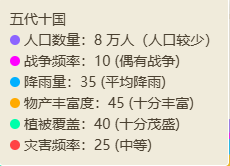 五代十国
人口数量：8 万人（人口较少）
战争频率：10 (偶有战争)
降雨量：35 (平均降雨)
物产丰富度：45 (十分丰富)
植被覆盖：40 (十分茂盛)
灾害频率：25 (中等)